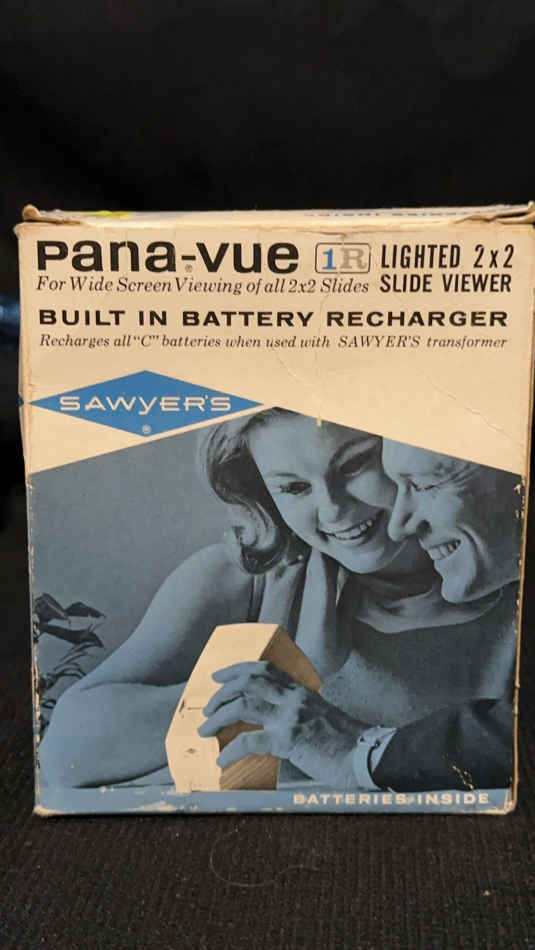 Pana-Vue 1R LIGHTED 2x2
®
For Wide Screen Viewing of all 2x2 Slides SLIDE VIEWER
BUILT IN BATTERY RECHARGER
Recharges all "C" batteries when used with SAWYER'S transformer
SAWYER'S
®
BATTERIES INSIDE